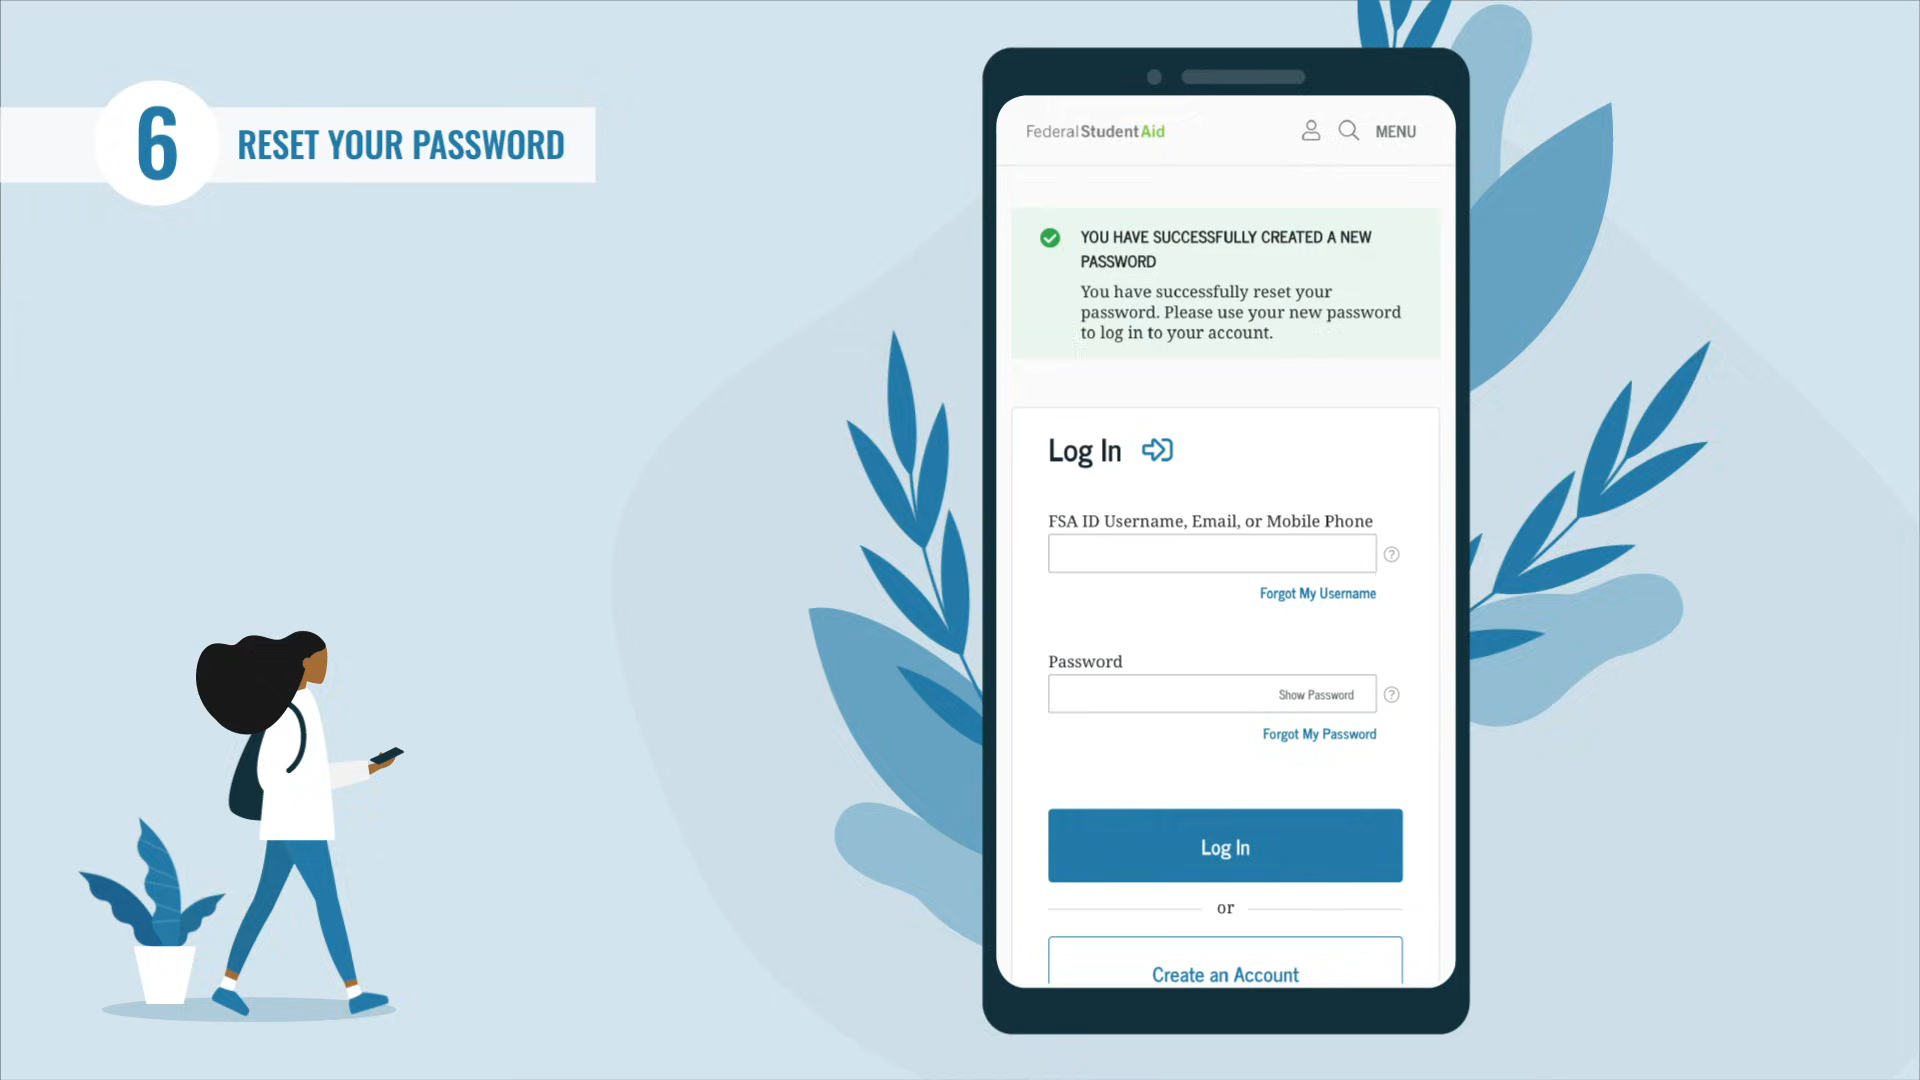 6
RESET YOUR PASSWORD
FederalStudentAid
MENU
YOU HAVE SUCCESSFULLY CREATED A NEW
PASSWORD
You have successfully reset your
password. Please use your new password
to log in to your account.
Log In
FSA ID Username, Email, or Mobile Phone
?
Forgot My Username
Password
Show Password
?
Forgot My Password
Log In
or
Create an Account